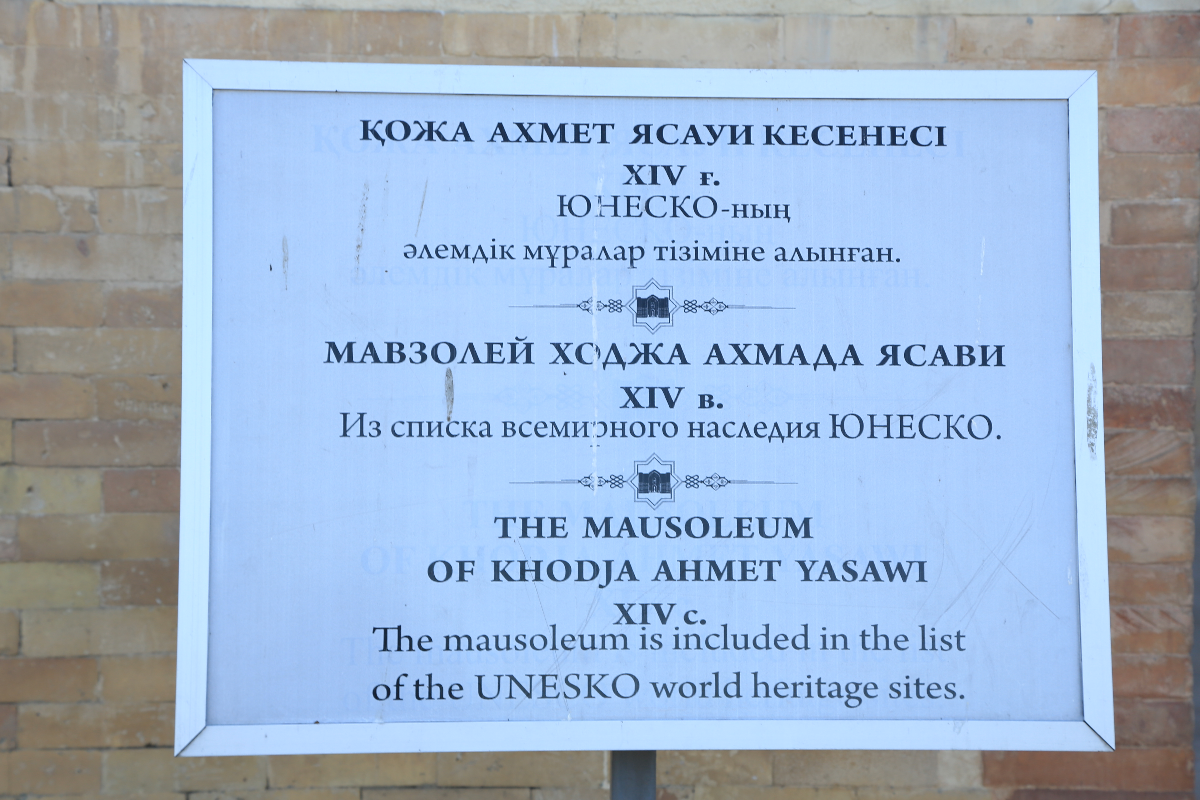 ҚОЖА АХМЕТ ЯСАУИ КЕСЕНЕСІ
XIV ғ.
ЮНЕСКО-ның
әлемдік мұралар тізіміне алынған.
МАВЗОЛЕЙ ХОДЖА АХМАДА ЯСАВИ
XIV в.
Из списка всемирного наследия ЮНЕСКО.
THE MAUSOLEUM
OF KHODJA AHMET YASAWI
XIV c.
The mausoleum is included in the list
of the UNESKO world heritage sites.